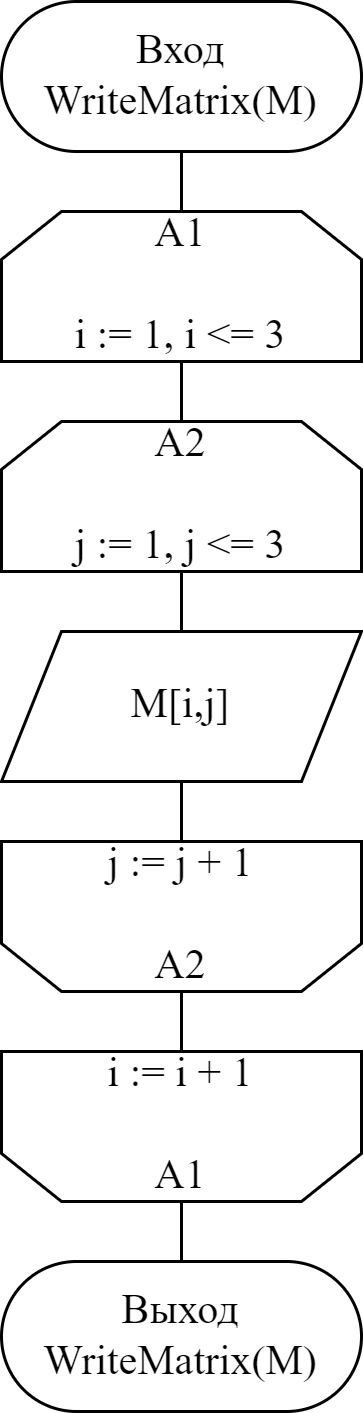 Вход
WriteMatrix(M)
A1
i := 1, i <= 3
A2
j := 1, j <= 3
M[i,j]
j := j + 1
A2
i := i + 1
A1
Выход
WriteMatrix(M)